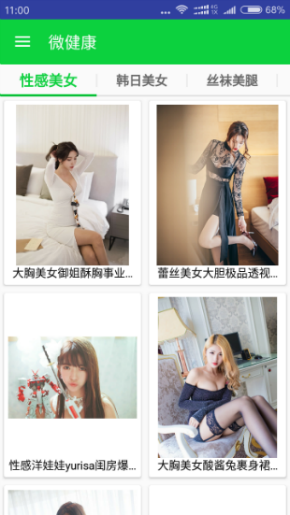 11:00
4G
1X
68%
微健康
性感美女
韩日美女
丝袜美腿
大胸美女御姐酥胸事业...
蕾丝美女大胆极品透视...
性感洋娃娃yurisa闺房爆...
大胸美女酸酱兔裹身裙...